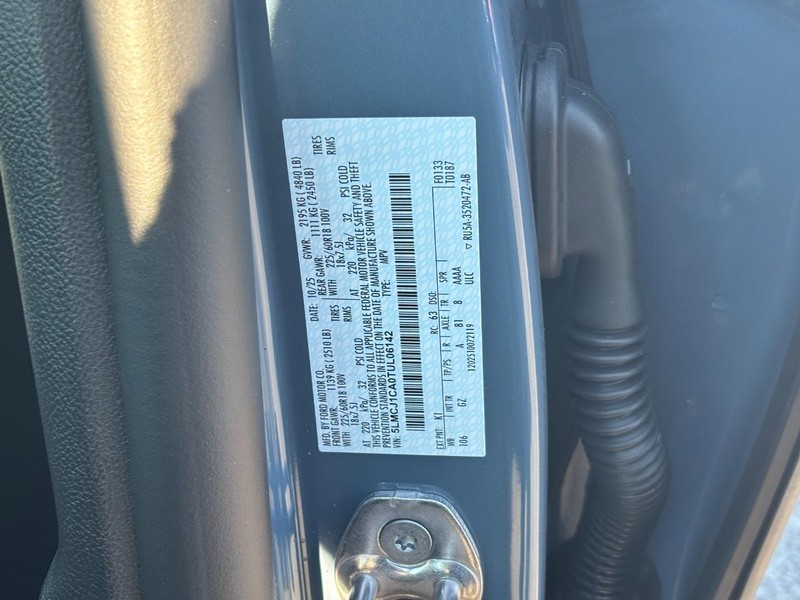 MFD. BY FORD MOTOR CO.
DATE: 10/25 GVWR: 2195 KG ( 4840 LB)
FRONT GAWR: 1139 KG ( 2510 LB) REAR GAWR: 1111 KG ( 2450 LB)
WITH 225/60R18 100V TIRES WITH 225/60R18 100V TIRES
18x7.5J RIMS 18x7.5J RIMS
AT 220 kPa/ 32 PSI COLD AT 220 kPa/ 32 PSI COLD
THIS VEHICLE CONFORMS TO ALL APPLICABLE FEDERAL MOTOR VEHICLE SAFETY AND THEFT
PREVENTION STANDARDS IN EFFECT ON THE DATE OF MANUFACTURE SHOWN ABOVE.
VIN: 5LMCJ1CA0TUL06142 TYPE: MPV
EXT PNT: K1 RC: 63 DSO: F0133
T0187
WB INT TR TP/PS R AXLE TR SPR
106 GZ A 81 8 AAAA
ULC
1202510072119 ▽ RU5A-3520472-AB